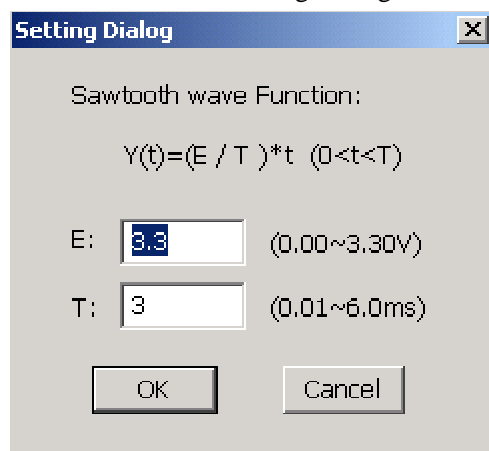 Setting Dialog
Sawtooth wave Function:
Y(t)=(E / T )*t (0<t<T)
E: 3.3 (0.00~3.30V)
T: 3 (0.01~6.0ms)
OK Cancel